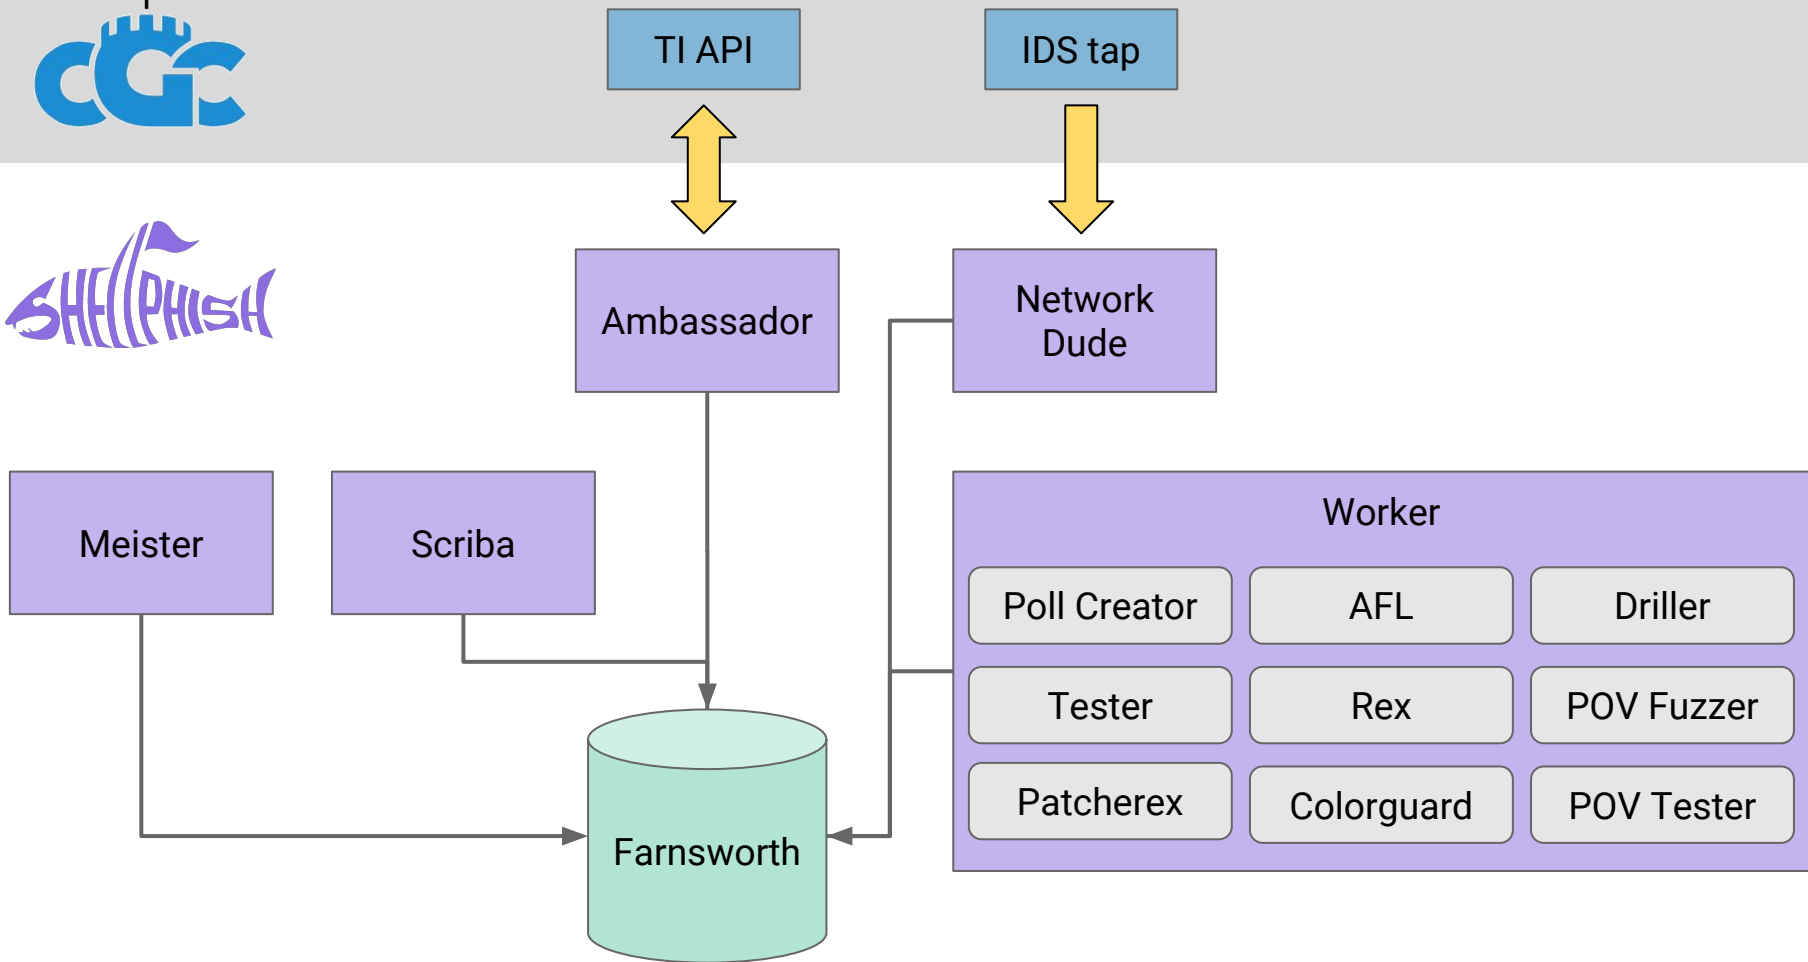 CGC
TI API
IDS tap
SHELLPHISH
Ambassador
Network
Dude
Meister
Scriba
Worker
Poll Creator
AFL
Driller
Tester
Rex
POV Fuzzer
Patcherex
Colorguard
POV Tester
Farnsworth